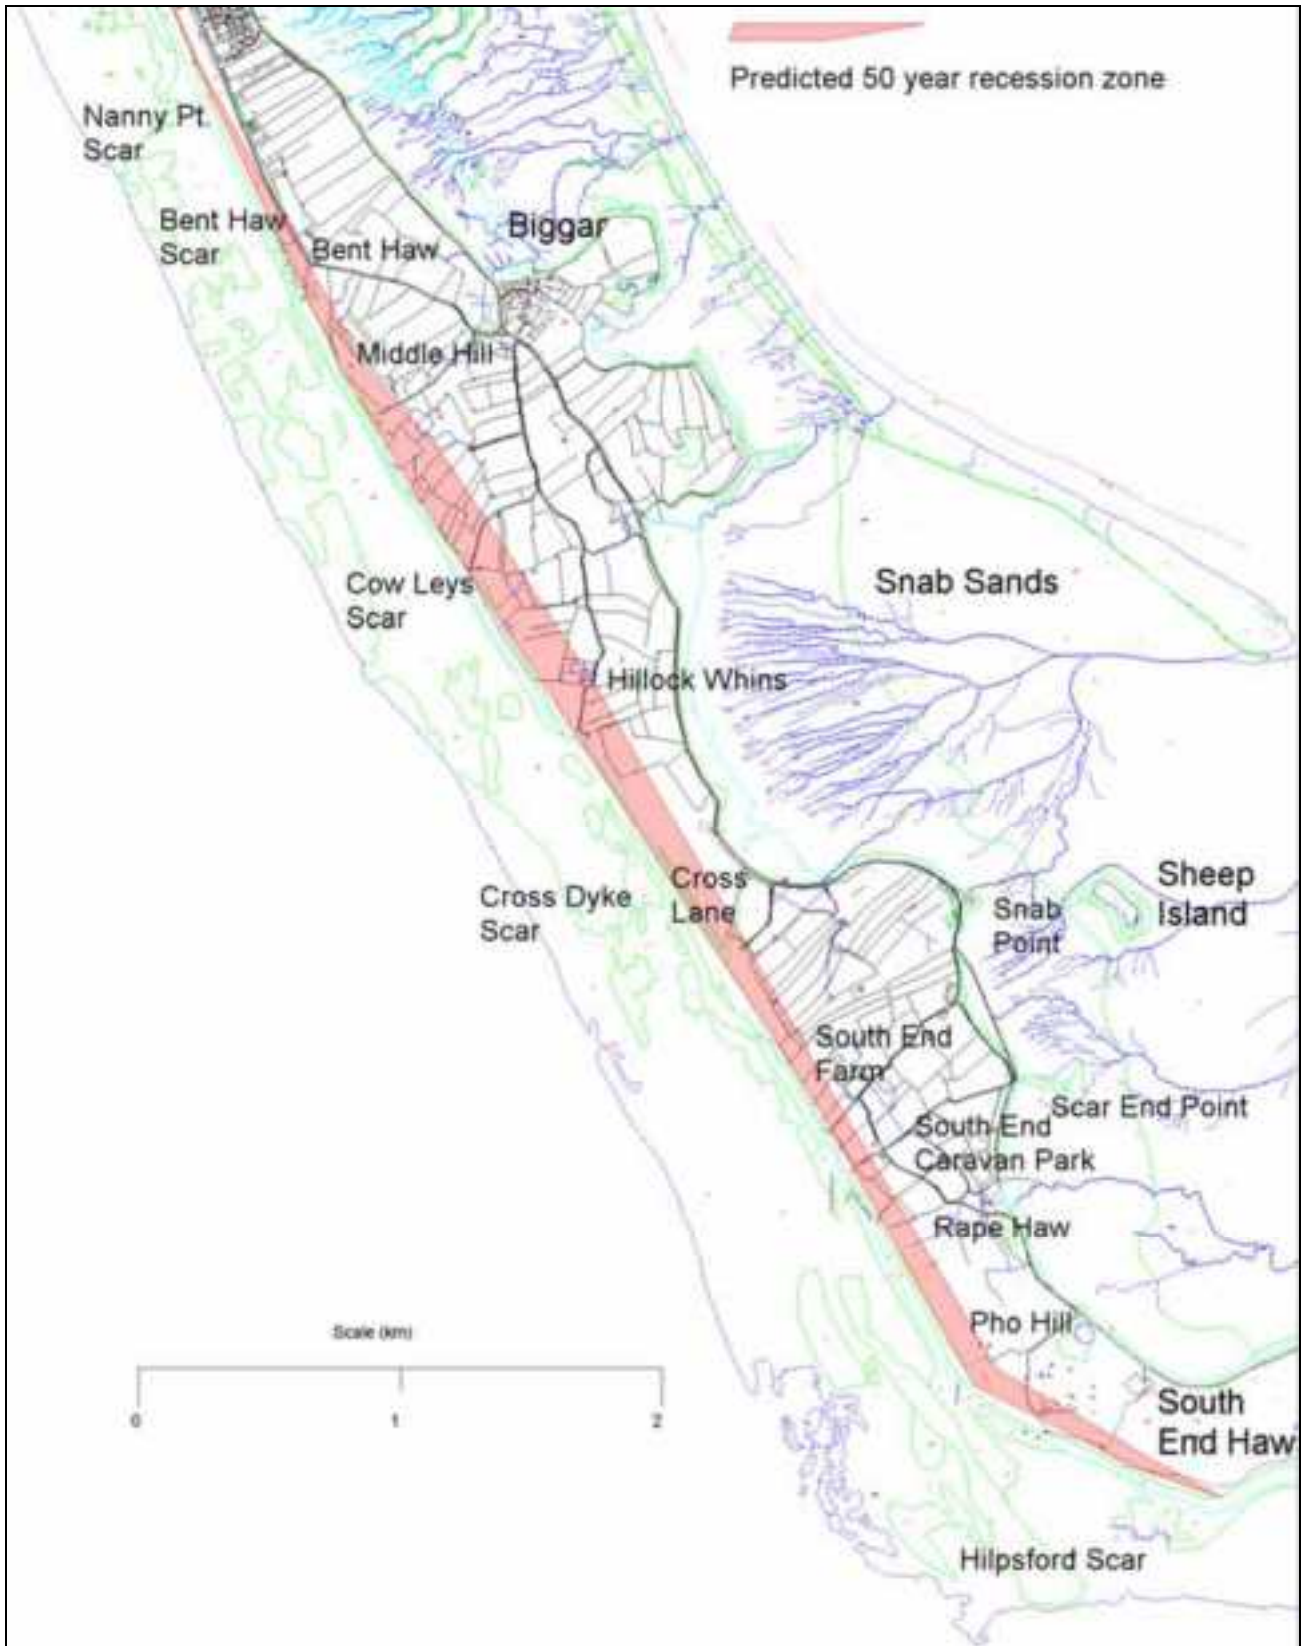 Predicted 50 year recession zone
Nanny Pt.
Scar
Bent Haw
Scar
Bent Haw
Biggar
Middle Hill
Cow Leys
Scar
Snab Sands
Hillock Whins
Cross
Lane
Cross Dyke
Scar
Sheep
Island
Snab
Point
South End
Farm
Scar End Point
South End
Caravan Park
Rape Haw
Pho Hill
Scale (km)
0 1 2
South
End Haw
Hilpsford Scar